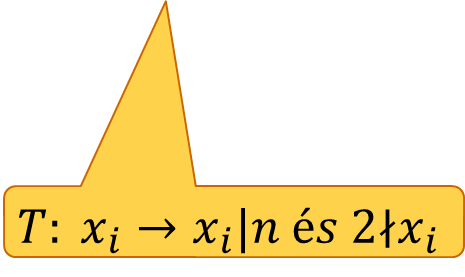 T: xᵢ → xᵢ|n és 2∤xᵢ